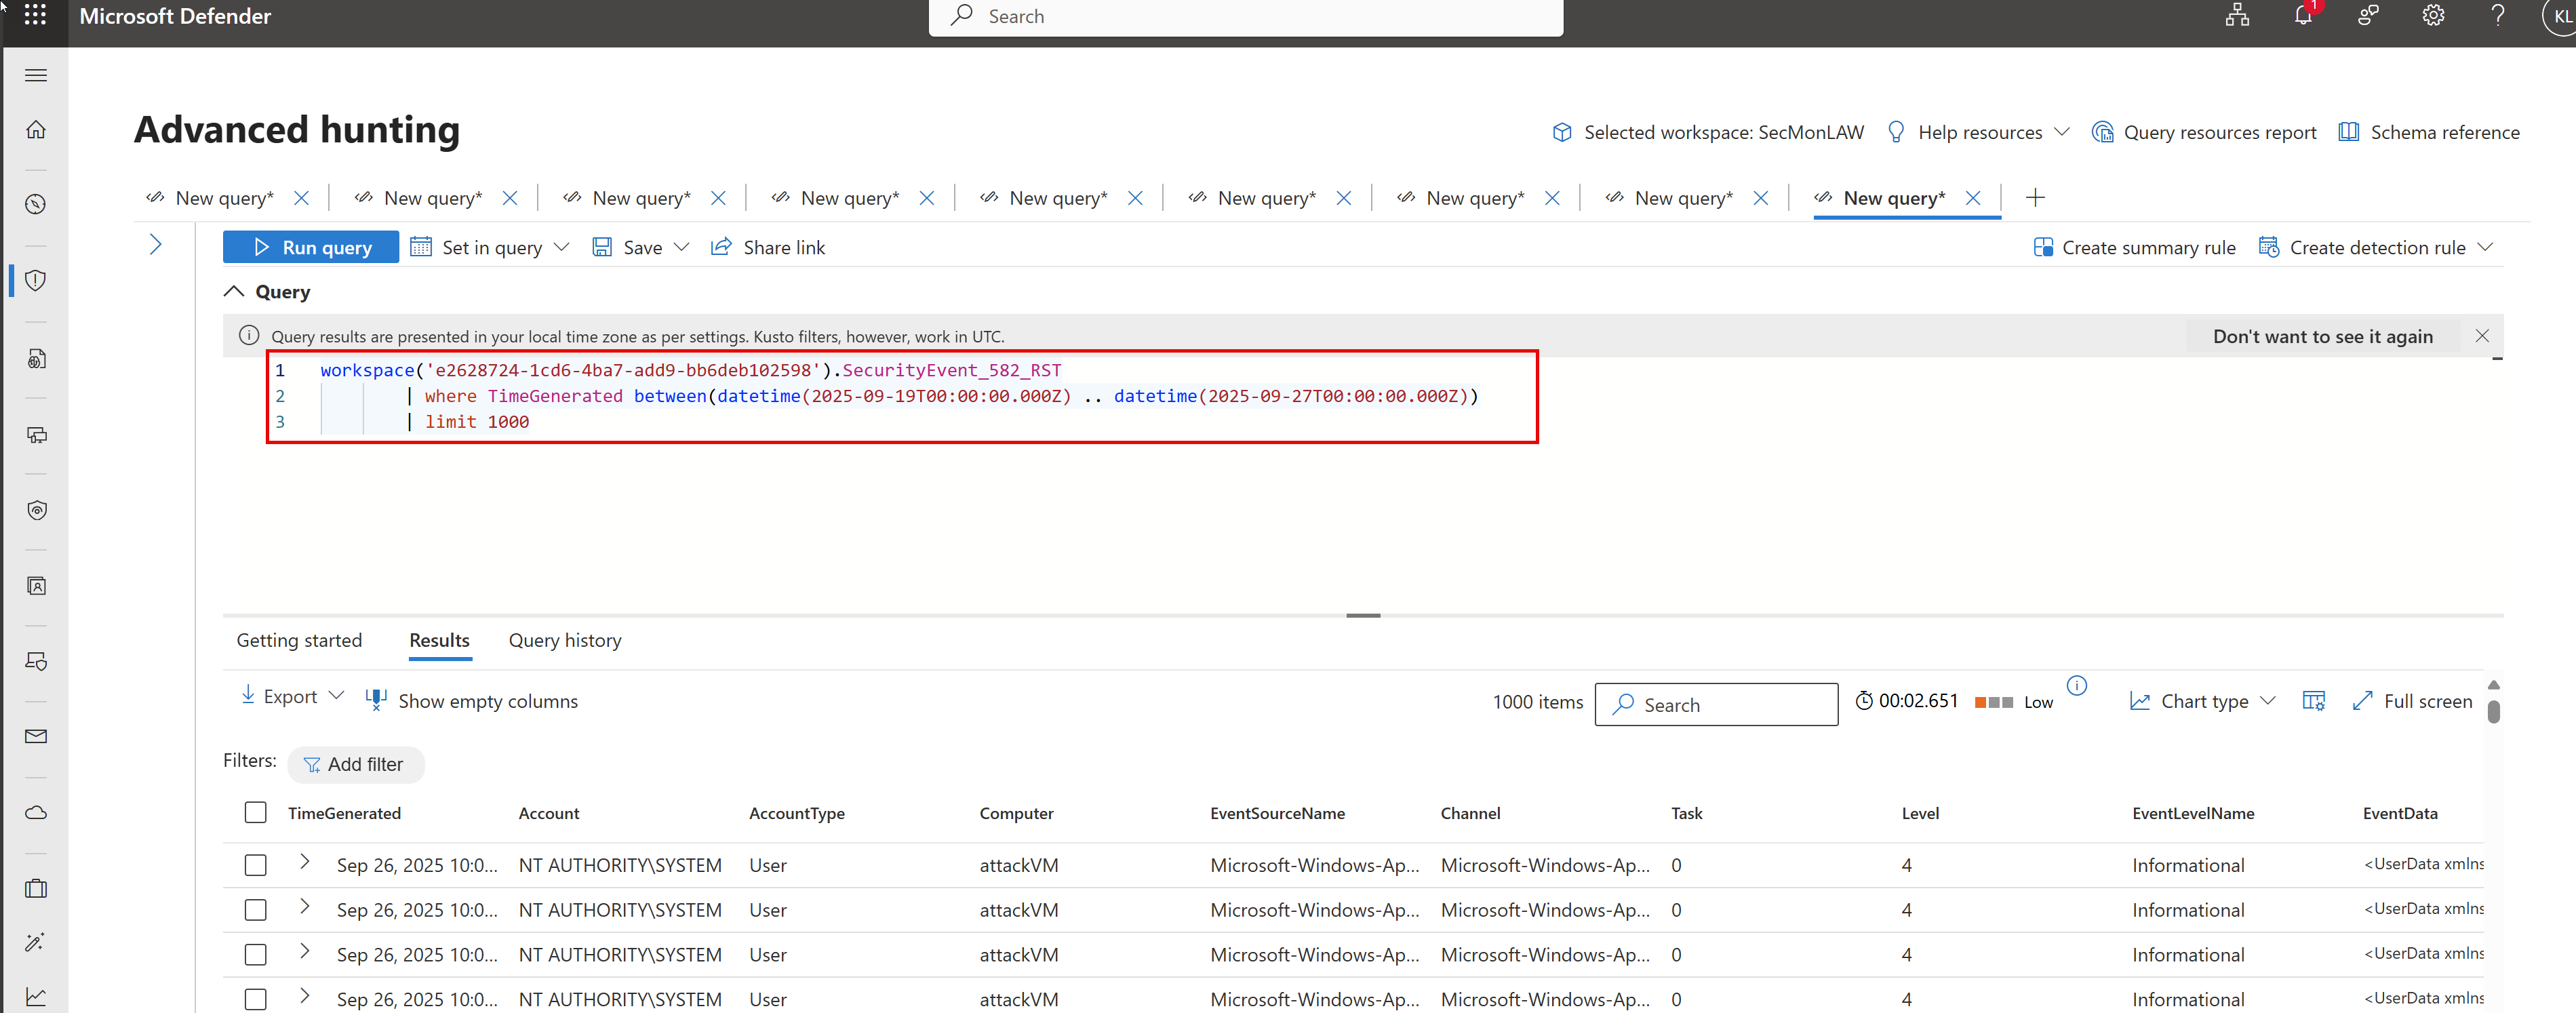 Microsoft Defender
Search
1
KL
Advanced hunting
Selected workspace: SecMonLAW
Help resources
Query resources report
Schema reference
New query*
New query*
New query*
New query*
New query*
New query*
New query*
New query*
New query*
Run query
Set in query
Save
Share link
Create summary rule
Create detection rule
Query
Query results are presented in your local time zone as per settings. Kusto filters, however, work in UTC.
Don't want to see it again
1 workspace('e2628724-1cd6-4ba7-add9-bb6deb102598').SecurityEvent_582_RST
2 | where TimeGenerated between(datetime(2025-09-19T00:00:00.000Z) .. datetime(2025-09-27T00:00:00.000Z))
3 | limit 1000
Getting started
Results
Query history
Export
Show empty columns
1000 items
Search
00:02.651
Low
Chart type
Full screen
Filters:
Add filter
TimeGenerated Account AccountType Computer EventSourceName Channel Task Level EventLevelName EventData
Sep 26, 2025 10:0... NT AUTHORITY\SYSTEM User attackVM Microsoft-Windows-Ap... Microsoft-Windows-Ap... 0 4 Informational <UserData xmlns
Sep 26, 2025 10:0... NT AUTHORITY\SYSTEM User attackVM Microsoft-Windows-Ap... Microsoft-Windows-Ap... 0 4 Informational <UserData xmlns
Sep 26, 2025 10:0... NT AUTHORITY\SYSTEM User attackVM Microsoft-Windows-Ap... Microsoft-Windows-Ap... 0 4 Informational <UserData xmlns
Sep 26, 2025 10:0... NT AUTHORITY\SYSTEM User attackVM Microsoft-Windows-Ap... Microsoft-Windows-Ap... 0 4 Informational <UserData xmlns